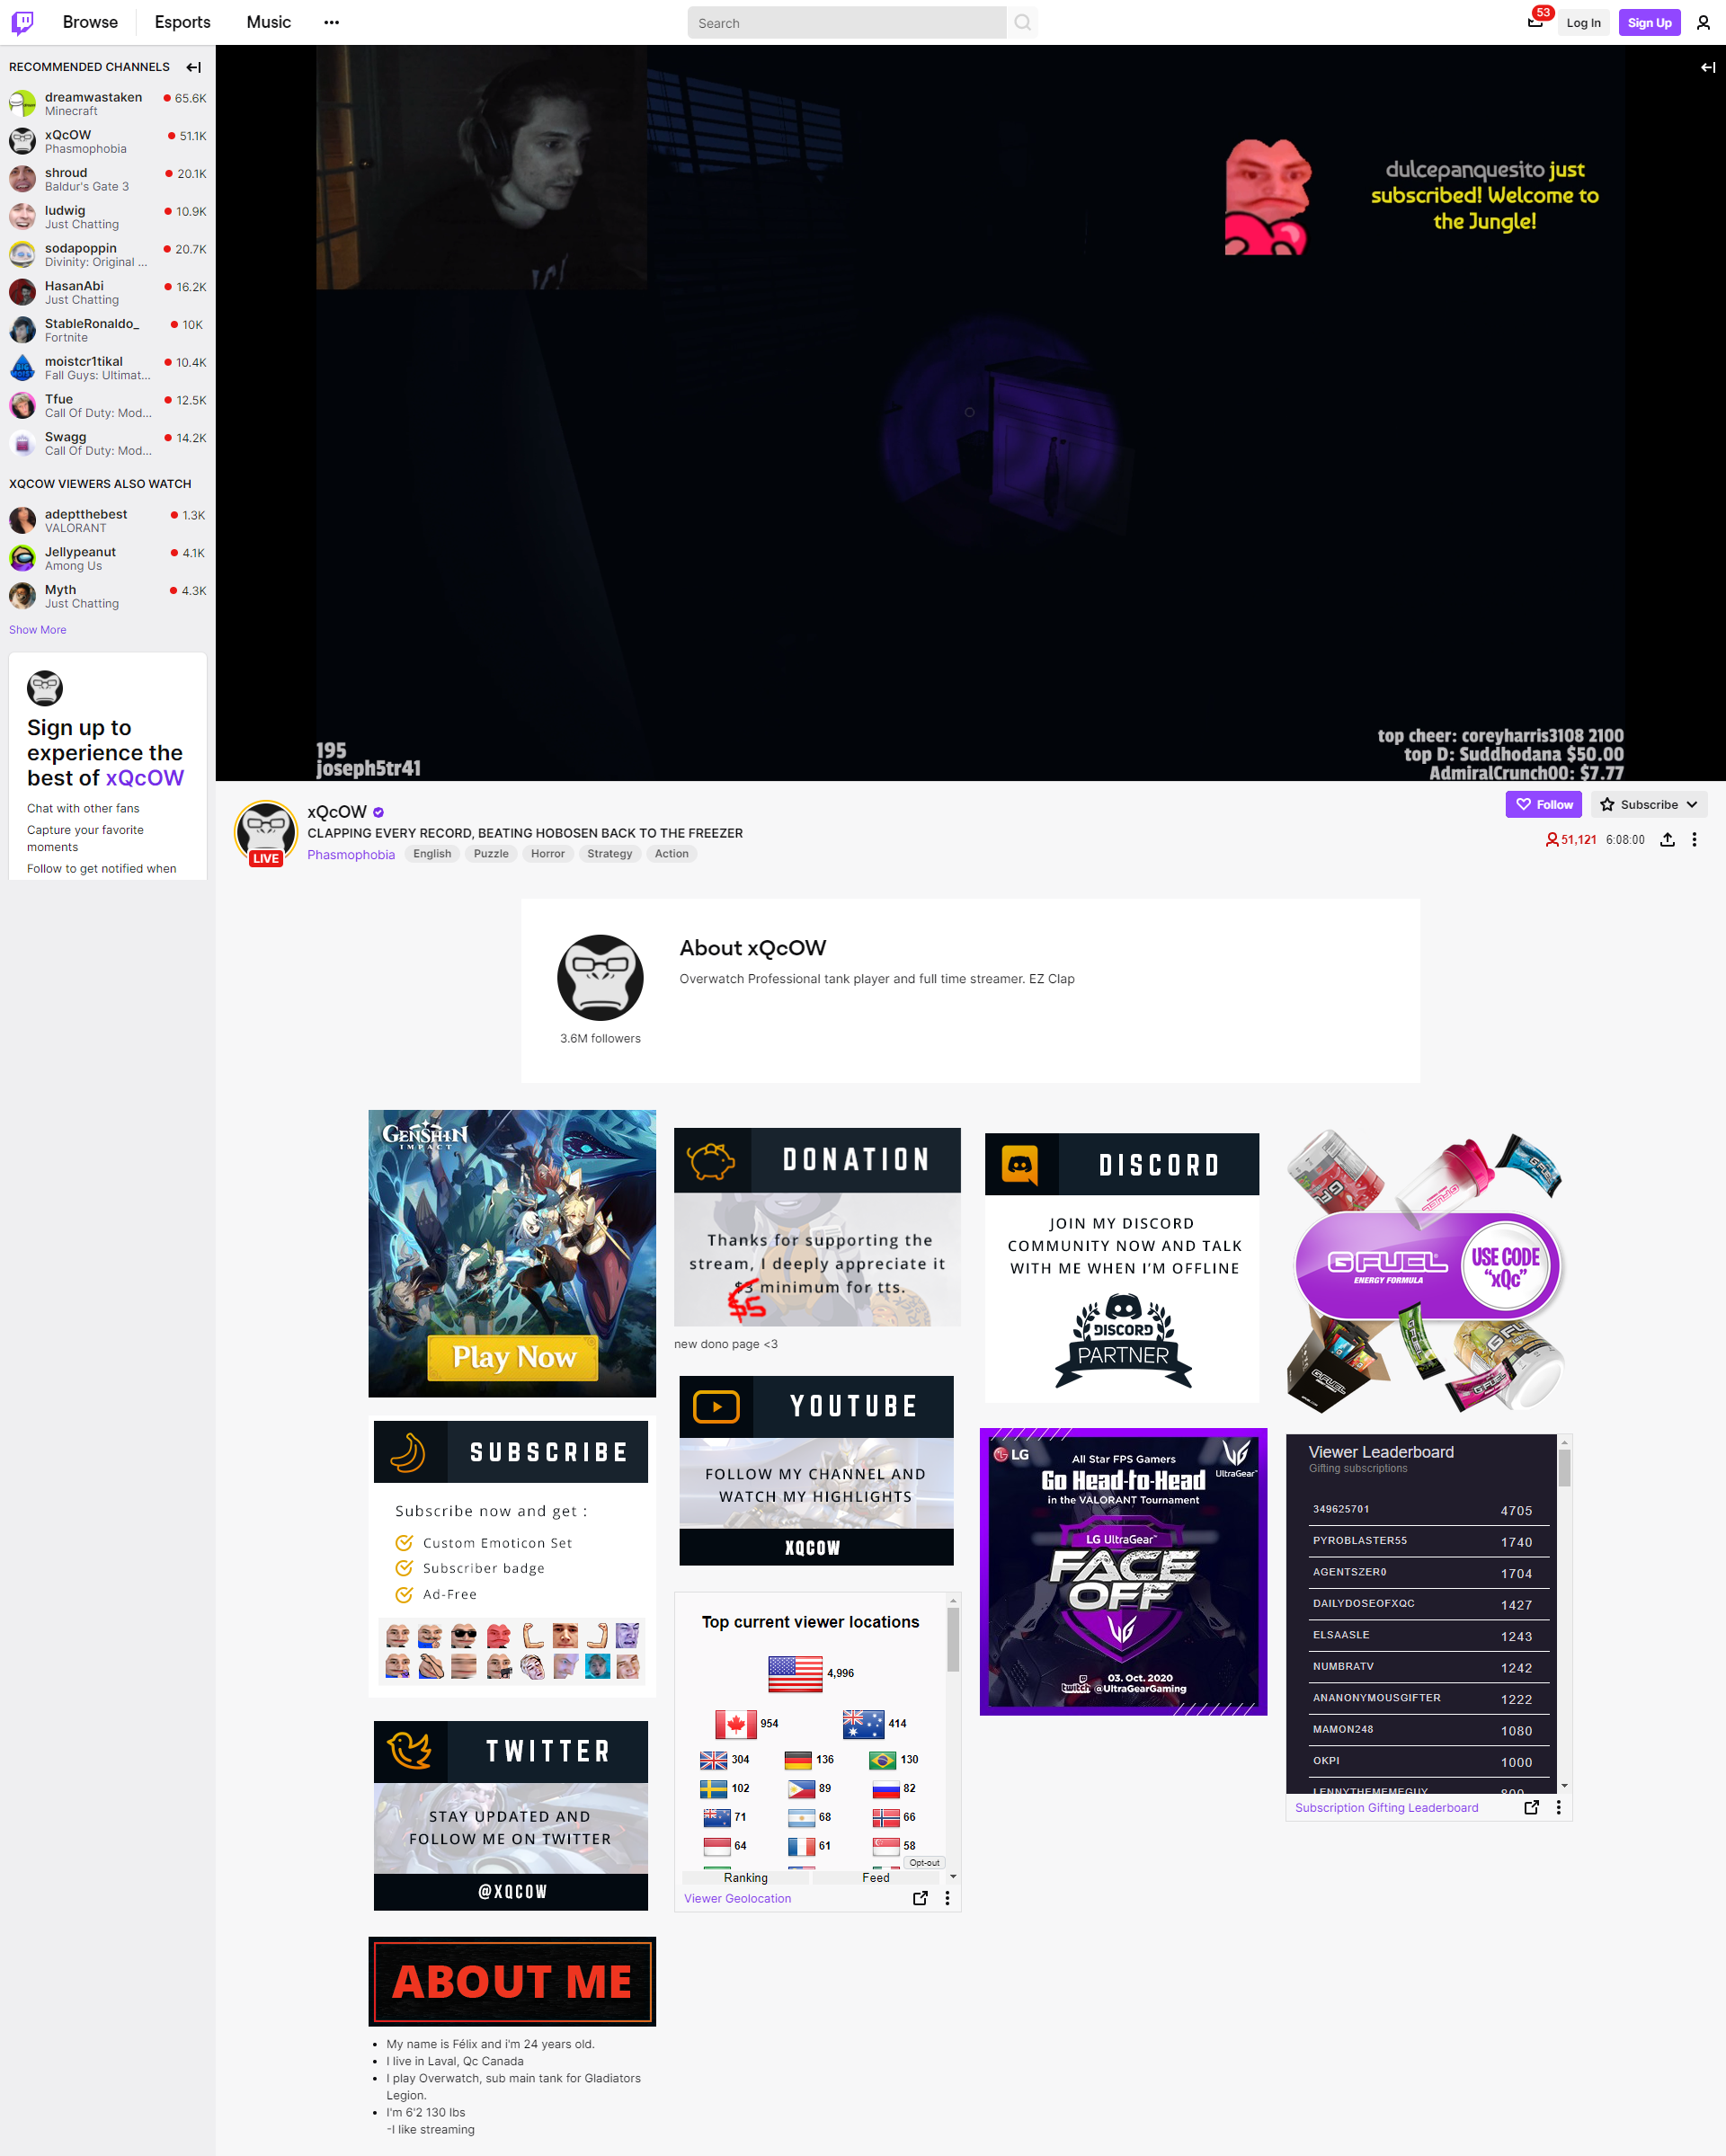 Browse
Esports
Music
Search
53
Log In
Sign Up
RECOMMENDED CHANNELS
dreamwastaken
65.6K
Minecraft
xQcOW
51.1K
Phasmophobia
shroud
20.1K
Baldur's Gate 3
ludwig
10.9K
Just Chatting
sodapoppin
20.7K
Divinity: Original ...
HasanAbi
16.2K
Just Chatting
StableRonaldo_
10K
Fortnite
moistcr1tikal
10.4K
Fall Guys: Ultimat...
Tfue
12.5K
Call Of Duty: Mod...
Swagg
14.2K
Call Of Duty: Mod...
XQCOW VIEWERS ALSO WATCH
adeptthebest
1.3K
VALORANT
Jellypeanut
4.1K
Among Us
Myth
4.3K
Just Chatting
Show More
Sign up to
experience the
best of xQcOW
Chat with other fans
Capture your favorite
moments
Follow to get notified when
dulcepanquesito just
subscribed! Welcome to
the Jungle!
195
joseph5tr41
top cheer: coreyharris3108 2100
top D: Suddhodana $50.00
AdmiralCrunch00: $7.77
xQcOW
CLAPPING EVERY RECORD, BEATING HOBOSEN BACK TO THE FREEZER
LIVE
Phasmophobia
English
Puzzle
Horror
Strategy
Action
Follow
Subscribe
51,121
6:08:00
About xQcOW
Overwatch Professional tank player and full time streamer. EZ Clap
3.6M followers
GENSHIN
IMPACT
Play Now
SUBSCRIBE
Subscribe now and get :
Custom Emoticon Set
Subscriber badge
Ad-Free
TWITTER
STAY UPDATED AND
FOLLOW ME ON TWITTER
@XQCOW
ABOUT ME
My name is Félix and i'm 24 years old.
I live in Laval, Qc Canada
I play Overwatch, sub main tank for Gladiators
Legion.
I'm 6'2 130 lbs
-I like streaming
DONATION
Thanks for supporting the
stream, I deeply appreciate it
$3 minimum for tts.
$5
new dono page <3
YOUTUBE
FOLLOW MY CHANNEL AND
WATCH MY HIGHLIGHTS
XQCOW
Top current viewer locations
4,996
954
414
304
136
130
102
89
82
71
68
66
64
61
58
Opt-out
Ranking
Feed
Viewer Geolocation
DISCORD
JOIN MY DISCORD
COMMUNITY NOW AND TALK
WITH ME WHEN I'M OFFLINE
DISCORD
PARTNER
LG
All Star FPS Gamers
Go Head-to-Head
in the VALORANT Tournament
UltraGear™
LG UltraGear™
FACE
OFF
03. Oct. 2020
twitch @UltraGearGaming
G FUEL
ENERGY FORMULA
USE CODE
"xQc"
Viewer Leaderboard
Gifting subscriptions
349625701
4705
PYROBLASTER55
1740
AGENTSZER0
1704
DAILYDOSEOFXQC
1427
ELSAASLE
1243
NUMBRATV
1242
ANANONYMOUSGIFTER
1222
MAMON248
1080
OKPI
1000
LENNYTHEMEMEGUY
800
Subscription Gifting Leaderboard